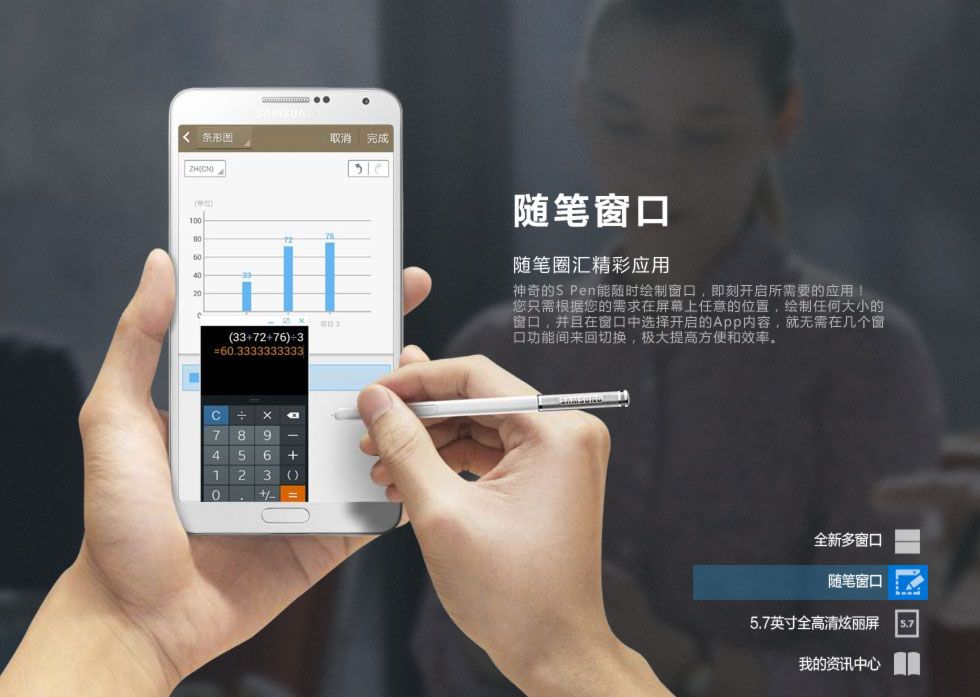 SAMSUNG
条形图 取消 完成
ZH(CN)
(单位)
100
80
60
40
20
0
33
72
76
项目 3
(33+72+76)÷3
=60.3333333333
C ÷ ×
7 8 9 −
4 5 6 +
1 2 3 ()
0 . +/− =
SAMSUNG
随笔窗口
随笔圈汇精彩应用
神奇的S Pen能随时绘制窗口，即刻开启所需要的应用！
您只需根据您的需求在屏幕上任意的位置，绘制任何大小的
窗口，并且在窗口中选择开启的App内容，就无需在几个窗
口功能间来回切换，极大提高方便和效率。
全新多窗口
随笔窗口
5.7英寸全高清炫丽屏
5.7
我的资讯中心